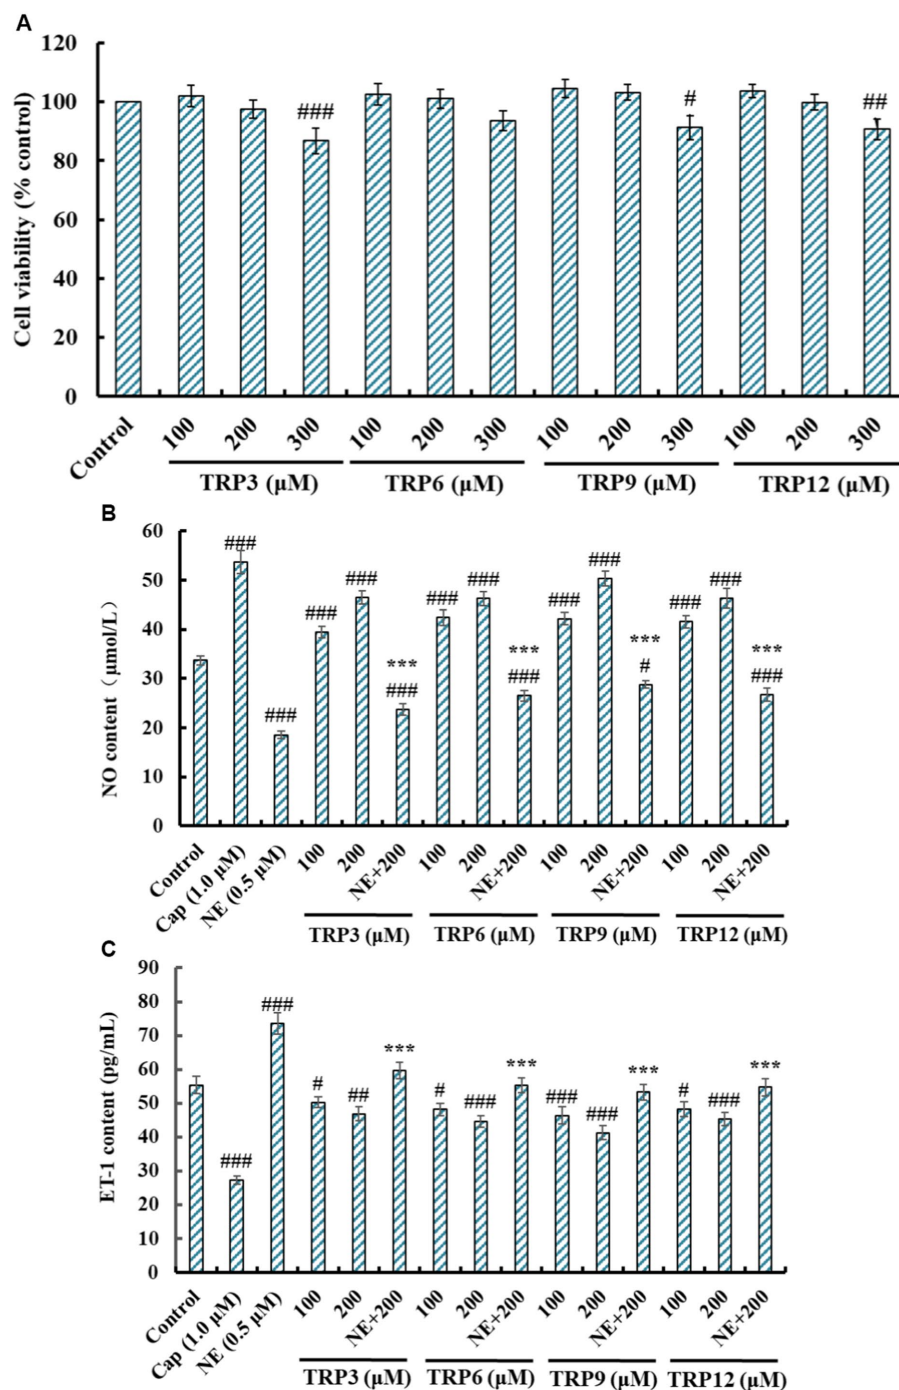 A
Cell viability (% control)
120
100
80
60
40
20
0
###
#
##
Control
100
200
300
100
200
300
100
200
300
100
200
300
TRP3 (μM)
TRP6 (μM)
TRP9 (μM)
TRP12 (μM)
B
NO content（μmol/L）
60
50
40
30
20
10
0
###
###
###
###
***
###
###
###
***
###
###
###
***
#
###
###
***
###
Control
Cap (1.0 μM)
NE (0.5 μM)
100
200
NE+200
100
200
NE+200
100
200
NE+200
100
200
NE+200
TRP3 (μM)
TRP6 (μM)
TRP9 (μM)
TRP12 (μM)
C
ET-1 content (pg/mL)
90
80
70
60
50
40
30
20
10
0
###
###
#
##
***
#
###
***
###
###
***
#
###
***
Control
Cap (1.0 μM)
NE (0.5 μM)
100
200
NE+200
100
200
NE+200
100
200
NE+200
100
200
NE+200
TRP3 (μM)
TRP6 (μM)
TRP9 (μM)
TRP12 (μM)